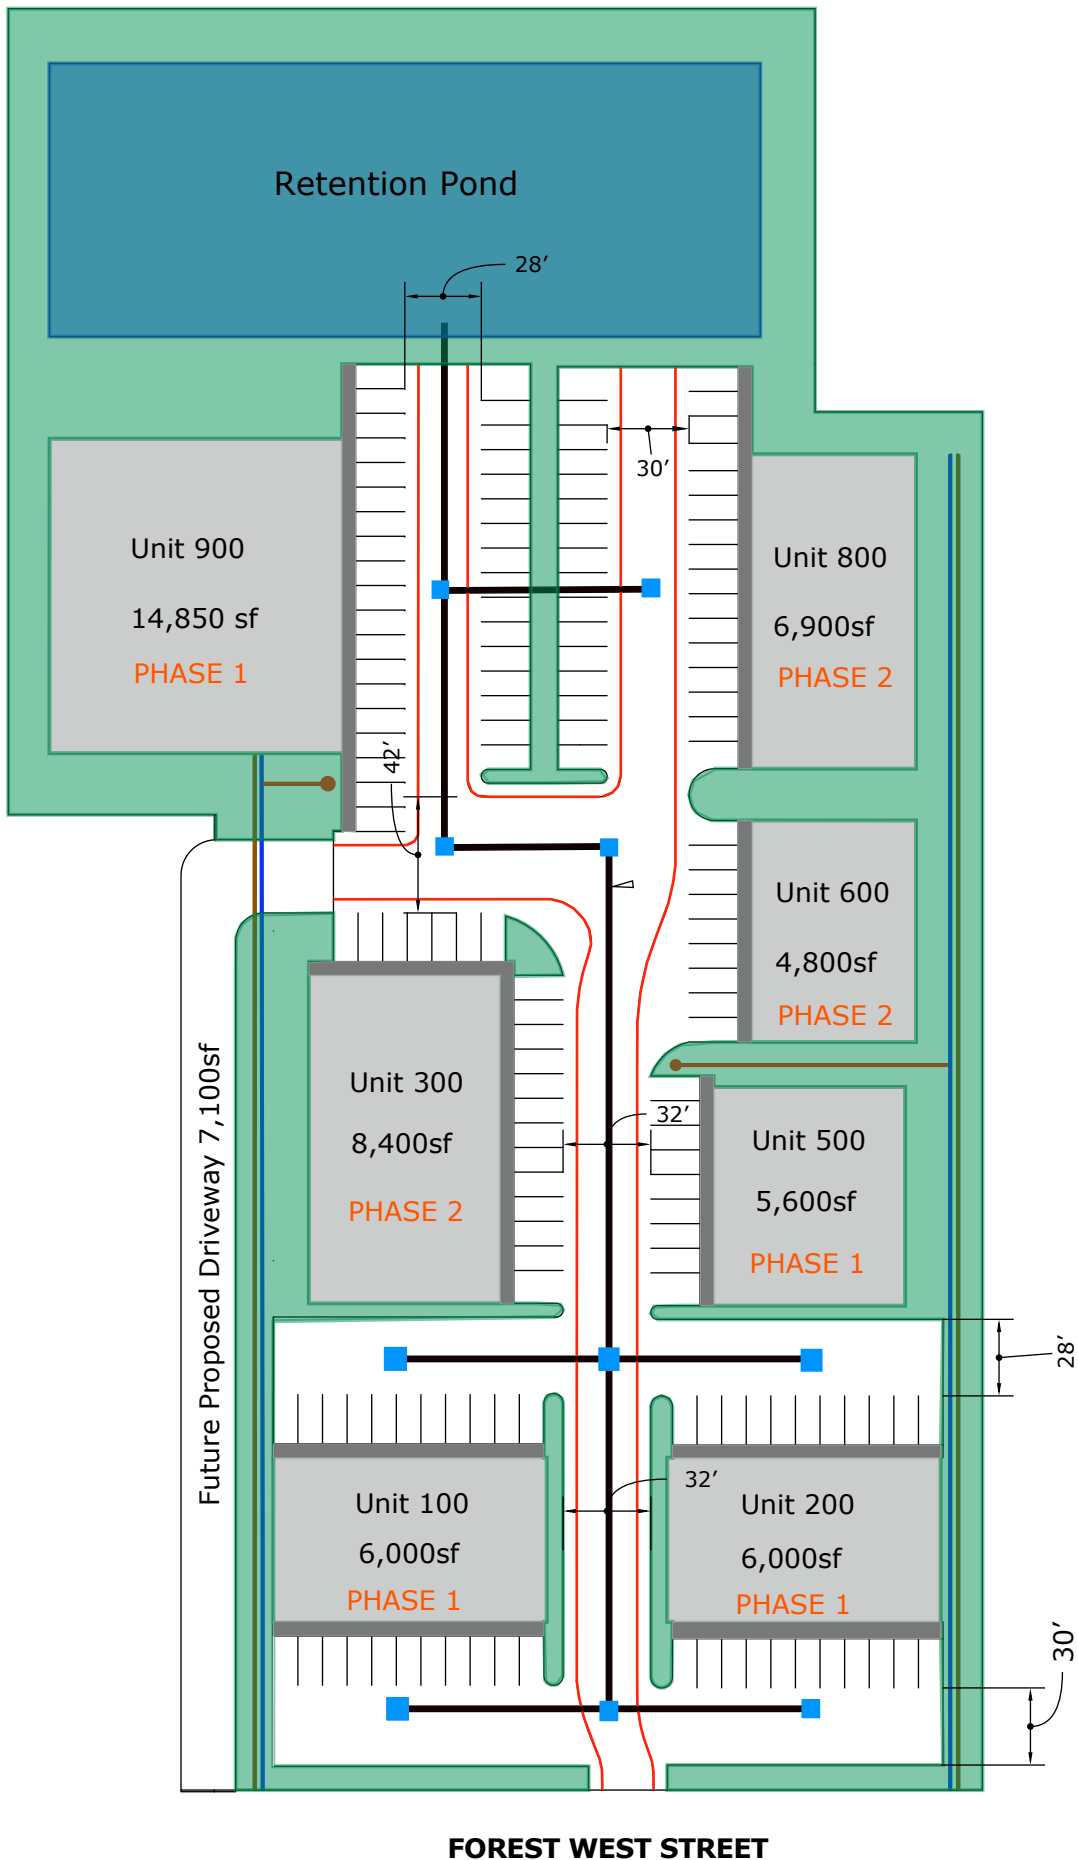 Retention Pond
28’
30’
Unit 900
14,850 sf
PHASE 1
Unit 800
6,900sf
PHASE 2
42’
Unit 600
4,800sf
PHASE 2
Unit 300
8,400sf
PHASE 2
32’
Unit 500
5,600sf
PHASE 1
Future Proposed Driveway 7,100sf
28’
32’
Unit 100
6,000sf
PHASE 1
Unit 200
6,000sf
PHASE 1
30’
FOREST WEST STREET